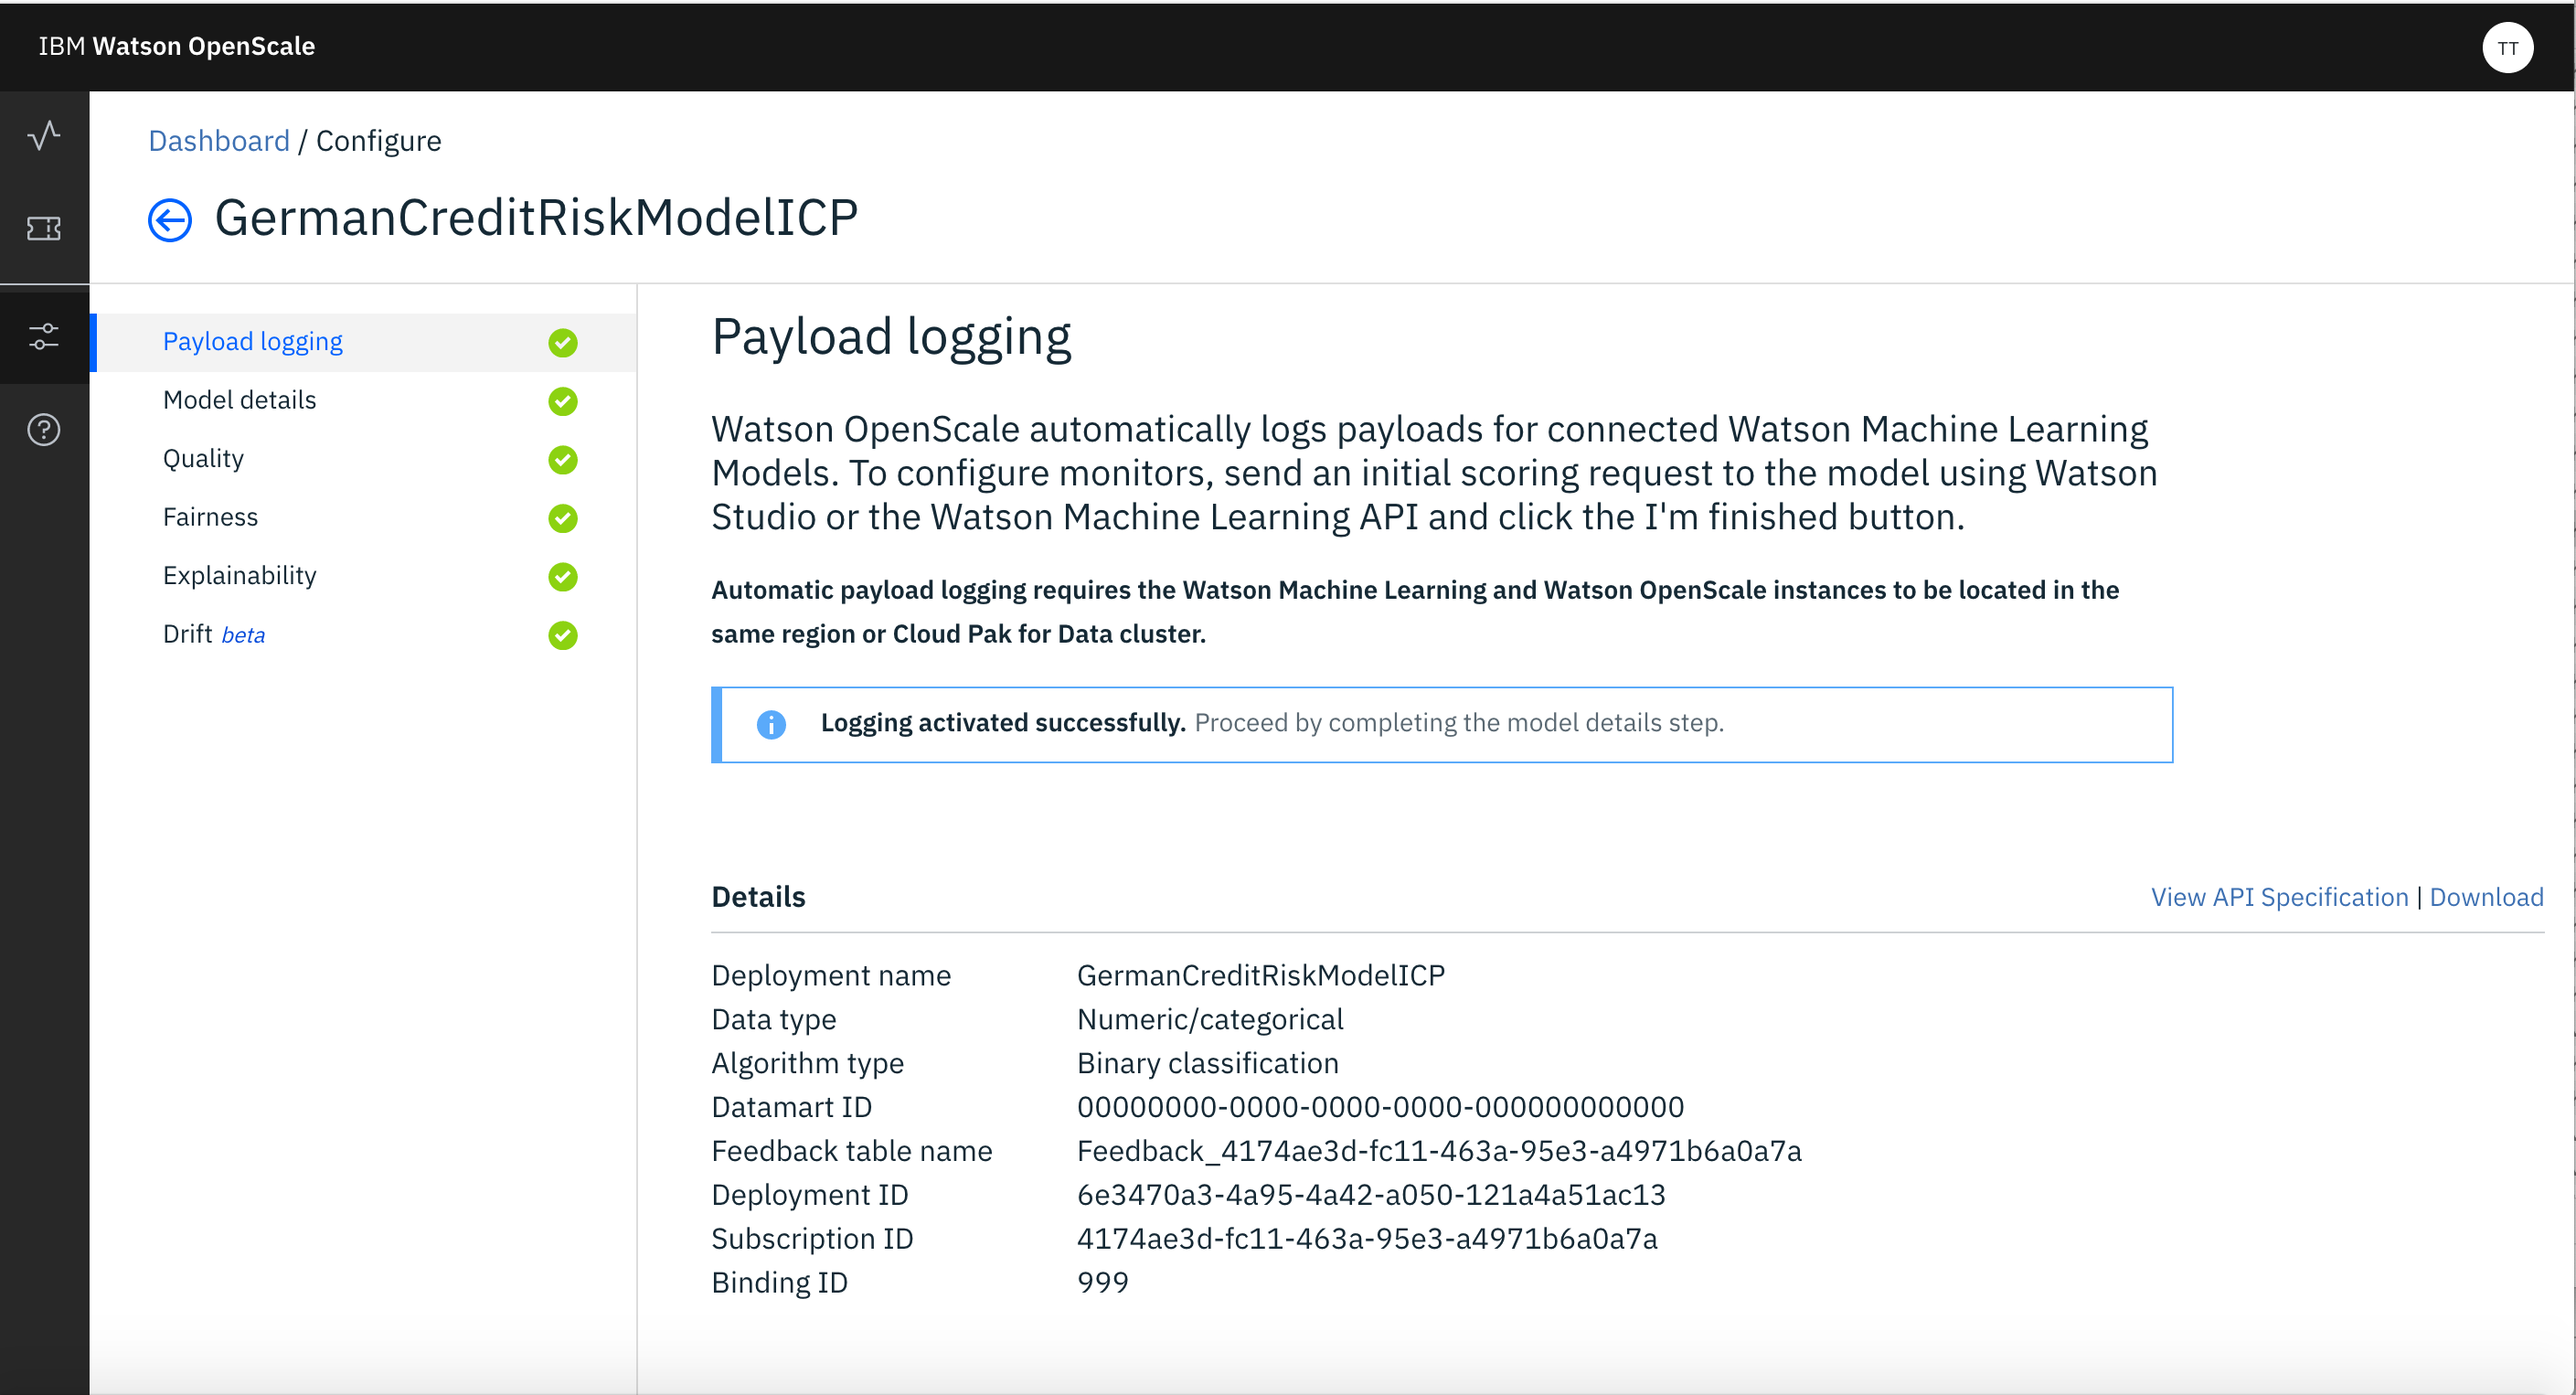 IBM Watson OpenScale
TT
Dashboard / Configure
GermanCreditRiskModelICP
Payload logging
Model details
Quality
Fairness
Explainability
Drift beta
Payload logging
Watson OpenScale automatically logs payloads for connected Watson Machine Learning
Models. To configure monitors, send an initial scoring request to the model using Watson
Studio or the Watson Machine Learning API and click the I'm finished button.
Automatic payload logging requires the Watson Machine Learning and Watson OpenScale instances to be located in the
same region or Cloud Pak for Data cluster.
Logging activated successfully. Proceed by completing the model details step.
Details
View API Specification | Download
Deployment name GermanCreditRiskModelICP
Data type Numeric/categorical
Algorithm type Binary classification
Datamart ID 00000000-0000-0000-0000-000000000000
Feedback table name Feedback_4174ae3d-fc11-463a-95e3-a4971b6a0a7a
Deployment ID 6e3470a3-4a95-4a42-a050-121a4a51ac13
Subscription ID 4174ae3d-fc11-463a-95e3-a4971b6a0a7a
Binding ID 999